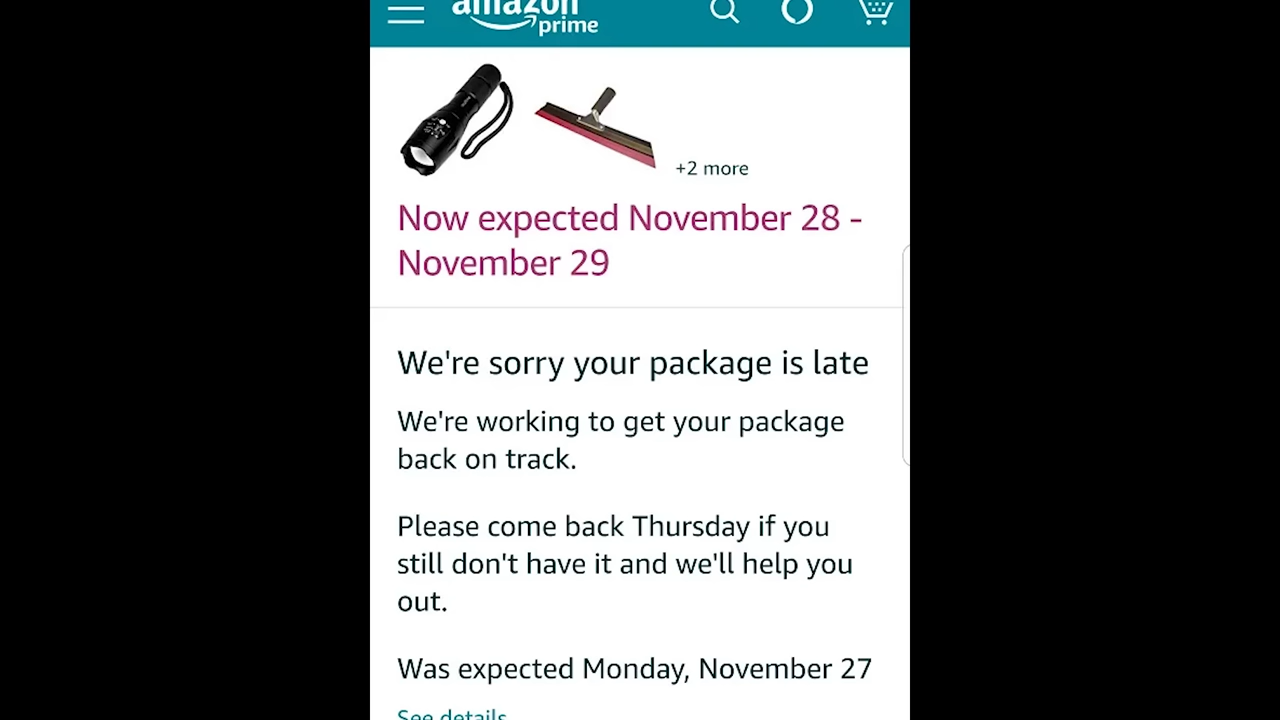 amazon
prime
+2 more
Now expected November 28 -
November 29
We're sorry your package is late
We're working to get your package
back on track.
Please come back Thursday if you
still don't have it and we'll help you
out.
Was expected Monday, November 27
See details